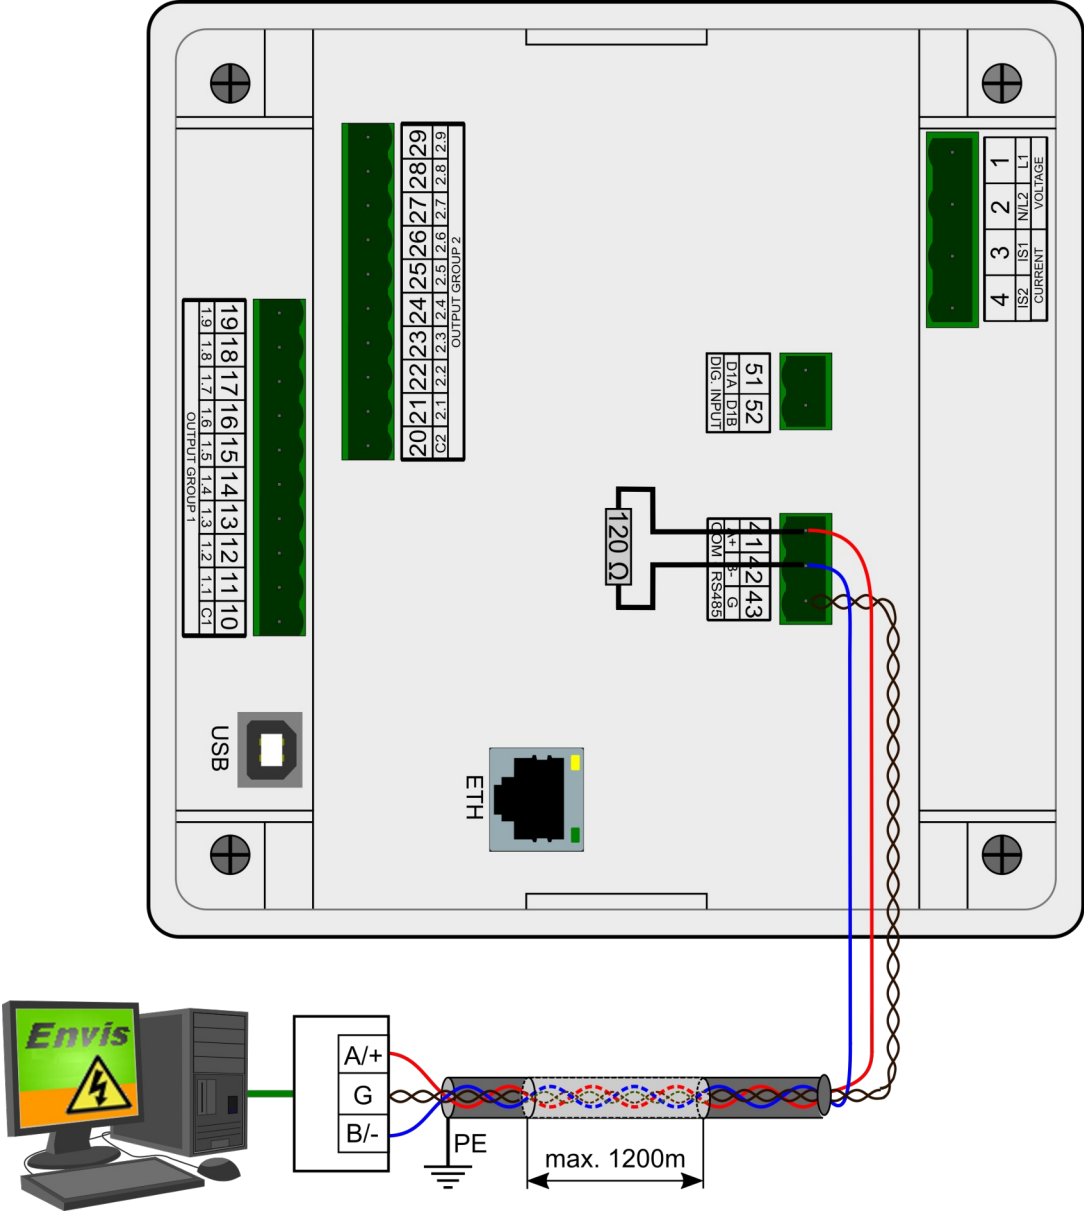 29 28 27 26 25 24 23 22 21 20
2.9 2.8 2.7 2.6 2.5 2.4 2.3 2.2 2.1 C2
OUTPUT GROUP 2
1 2 3 4
L1 N/L2 IS1 IS2
VOLTAGE
CURRENT
19 18 17 16 15 14 13 12 11 10
1.9 1.8 1.7 1.6 1.5 1.4 1.3 1.2 1.1 C1
OUTPUT GROUP 1
51 52
D1A D1B
DIG. INPUT
120 Ω
41 42 43
A+ B- G
COM RS485
USB
ETH
Envis
A/+
G
B/-
PE
max. 1200m